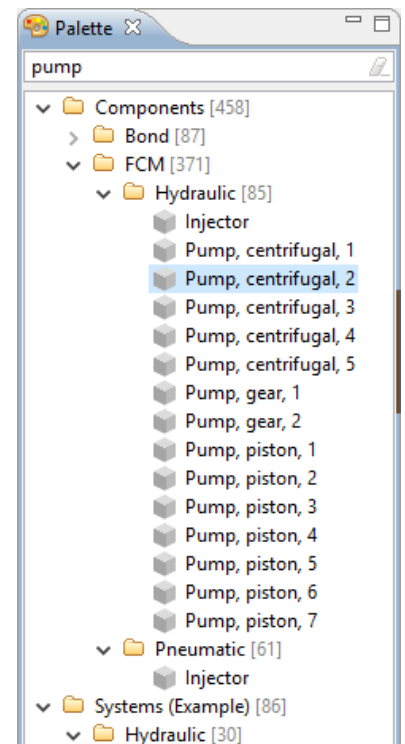 Palette
pump
Components [458]
Bond [87]
FCM [371]
Hydraulic [85]
Injector
Pump, centrifugal, 1
Pump, centrifugal, 2
Pump, centrifugal, 3
Pump, centrifugal, 4
Pump, centrifugal, 5
Pump, gear, 1
Pump, gear, 2
Pump, piston, 1
Pump, piston, 2
Pump, piston, 3
Pump, piston, 4
Pump, piston, 5
Pump, piston, 6
Pump, piston, 7
Pneumatic [61]
Injector
Systems (Example) [86]
Hydraulic [30]